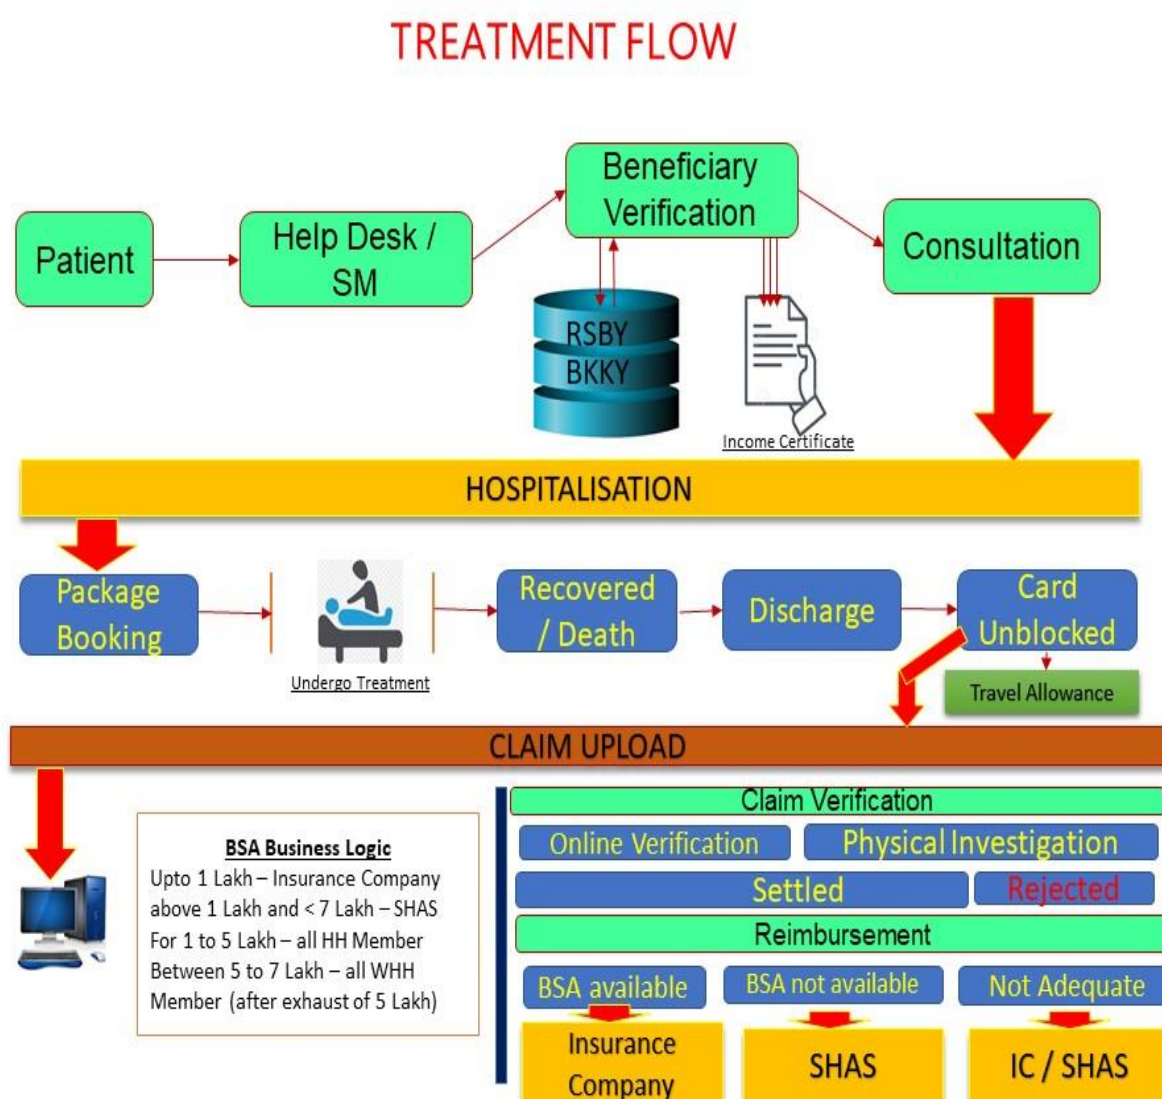 TREATMENT FLOW
Patient
Help Desk /
SM
Beneficiary
Verification
Consultation
RSBY
BKKY
Income Certificate
HOSPITALISATION
Package
Booking
Undergo Treatment
Recovered
/ Death
Discharge
Card
Unblocked
Travel Allowance
CLAIM UPLOAD
BSA Business Logic
Upto 1 Lakh – Insurance Company
above 1 Lakh and < 7 Lakh – SHAS
For 1 to 5 Lakh – all HH Member
Between 5 to 7 Lakh – all WHH
Member (after exhaust of 5 Lakh)
Claim Verification
Online Verification
Physical Investigation
Settled
Rejected
Reimbursement
BSA available
BSA not available
Not Adequate
Insurance
Company
SHAS
IC / SHAS